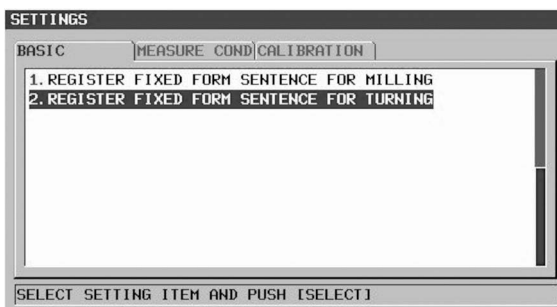 SETTINGS
BASIC MEASURE COND CALIBRATION
1. REGISTER FIXED FORM SENTENCE FOR MILLING
2. REGISTER FIXED FORM SENTENCE FOR TURNING
SELECT SETTING ITEM AND PUSH [SELECT]